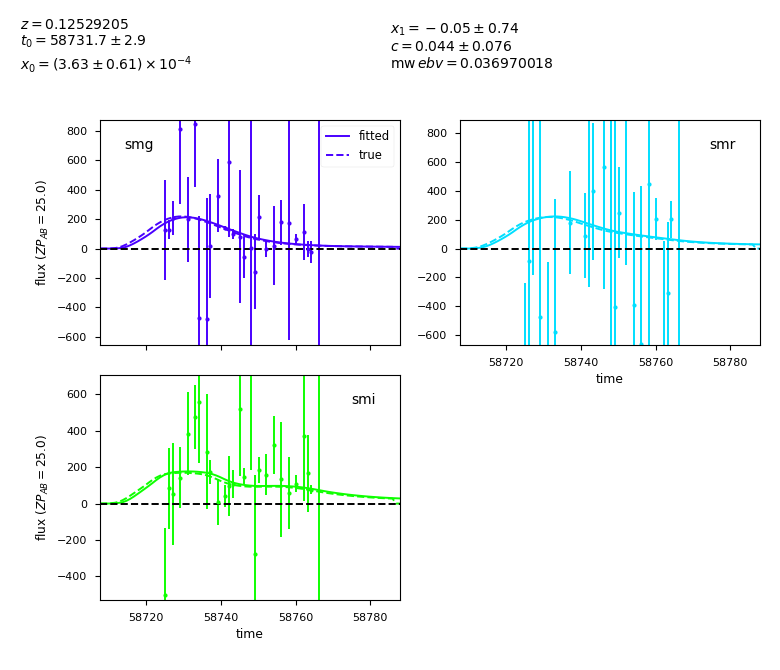 z = 0.12529205
t₀ = 58731.7 ± 2.9
x₀ = (3.63 ± 0.61) × 10⁻⁴
x₁ = −0.05 ± 0.74
c = 0.044 ± 0.076
mw ebv = 0.036970018
smg
fitted
true
800
600
400
200
0
−200
−400
−600
flux (ZP_AB = 25.0)
smr
800
600
400
200
0
−200
−400
−600
58720 58740 58760 58780
time
smi
600
400
200
0
−200
−400
flux (ZP_AB = 25.0)
58720 58740 58760 58780
time